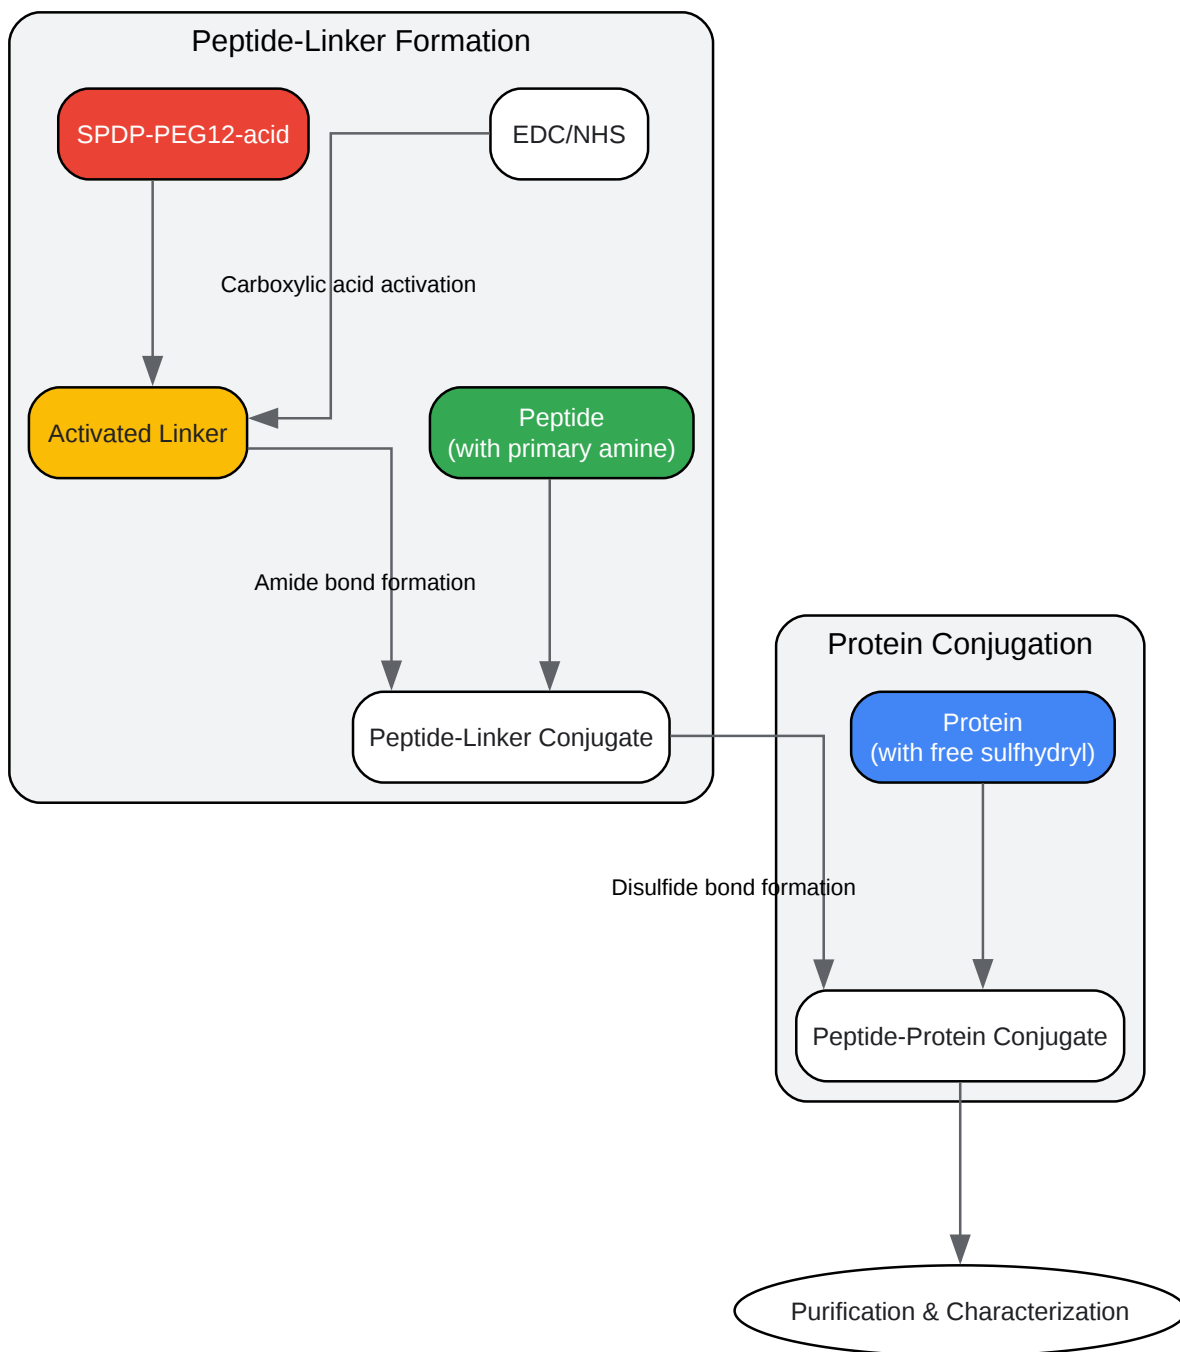 Peptide-Linker Formation
SPDP-PEG12-acid
EDC/NHS
Carboxylic acid activation
Activated Linker
Peptide
(with primary amine)
Amide bond formation
Peptide-Linker Conjugate
Protein Conjugation
Protein
(with free sulfhydryl)
Disulfide bond formation
Peptide-Protein Conjugate
Purification & Characterization